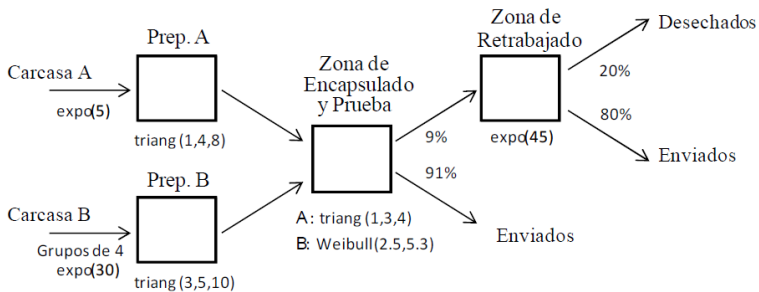 Prep. A
Carcasa A
expo(5)
triang (1,4,8)
Prep. B
Carcasa B
Grupos de 4
expo(30)
triang (3,5,10)
Zona de
Encapsulado
y Prueba
A: triang (1,3,4)
B: Weibull(2.5,5.3)
9%
91%
Enviados
Zona de
Retrabajado
expo(45)
Desechados
20%
80%
Enviados